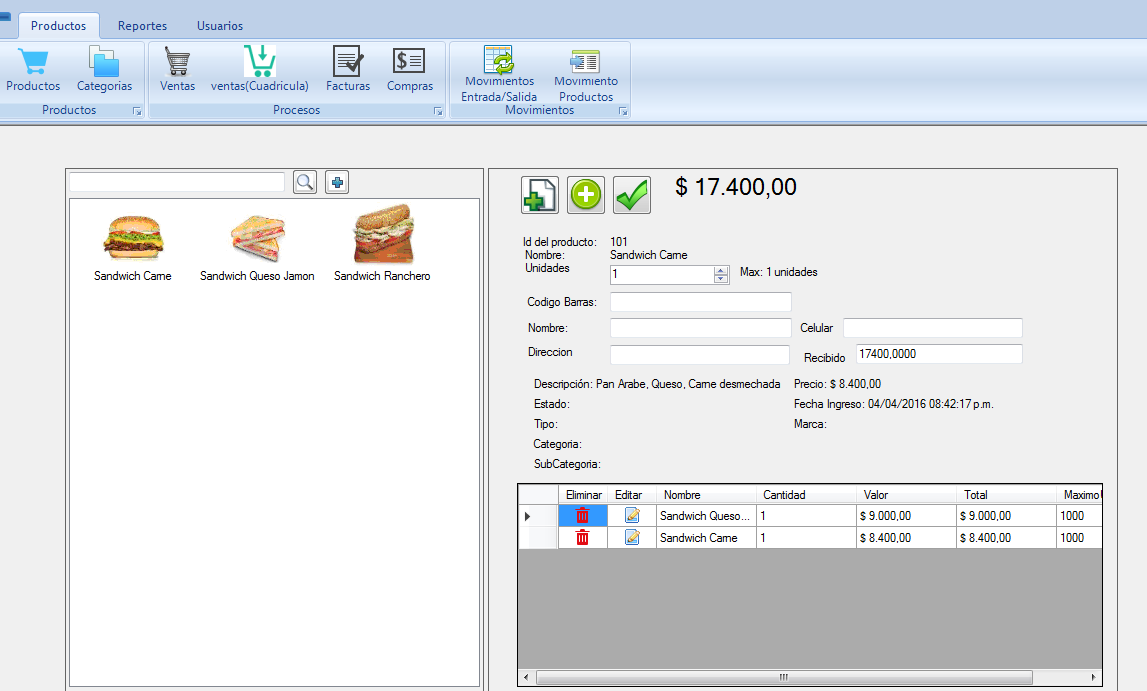 Productos Reportes Usuarios
Productos Categorias Ventas ventas(Cuadricula) Facturas Compras Movimientos Entrada/Salida Movimiento Productos
Productos Procesos Movimientos
$ 17.400,00
Sandwich Carne Sandwich Queso Jamon Sandwich Ranchero
Id del producto: 101
Nombre: Sandwich Carne
Unidades 1 Max: 1 unidades
Codigo Barras:
Nombre: Celular
Direccion Recibido 17400,0000
Descripción: Pan Arabe, Queso, Carne desmechada Precio: $ 8.400,00
Estado: Fecha Ingreso: 04/04/2016 08:42:17 p.m.
Tipo: Marca:
Categoria:
SubCategoria:
Eliminar Editar Nombre Cantidad Valor Total Maximo
Sandwich Queso... 1 $ 9.000,00 $ 9.000,00 1000
Sandwich Carne 1 $ 8.400,00 $ 8.400,00 1000